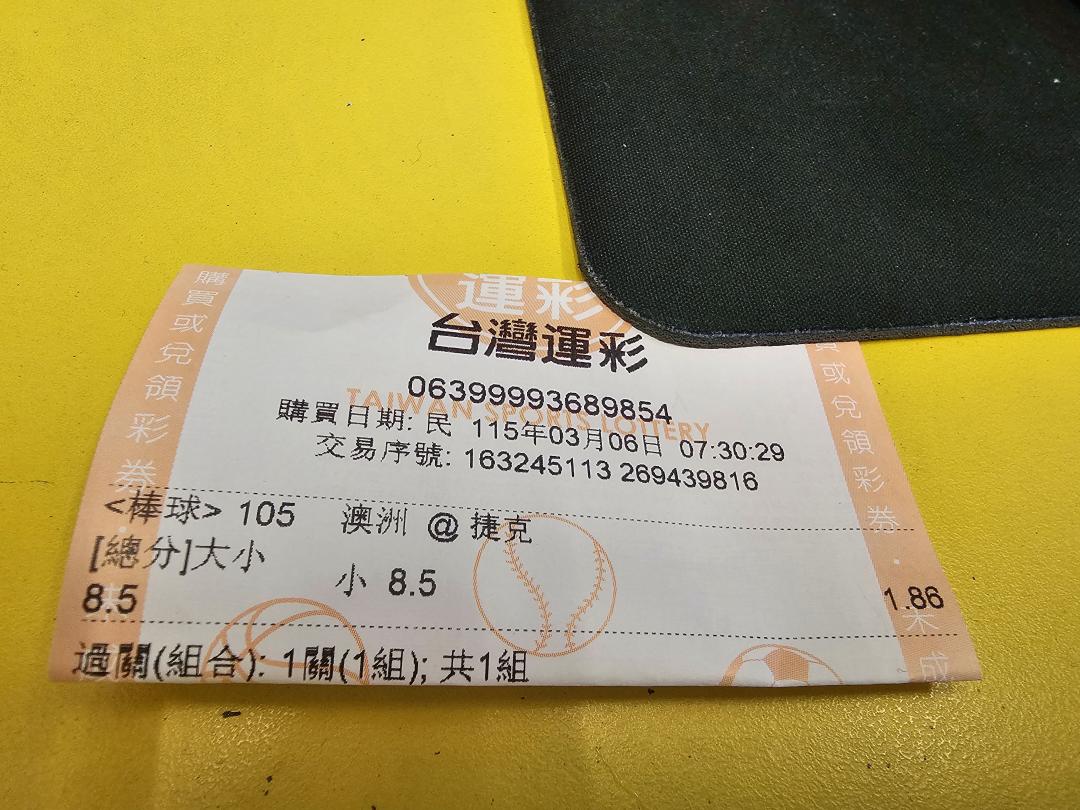 運彩
台灣運彩
TAIWAN SPORTS LOTTERY
06399993689854
購買日期: 民 115年03月06日 07:30:29
交易序號: 163245113 269439816
<棒球> 105 澳洲 @ 捷克
[總分]大小
小 8.5
8.5 1.86
過關(組合): 1關(1組); 共1組
購買或兌領彩券
買或兌領彩券．未成